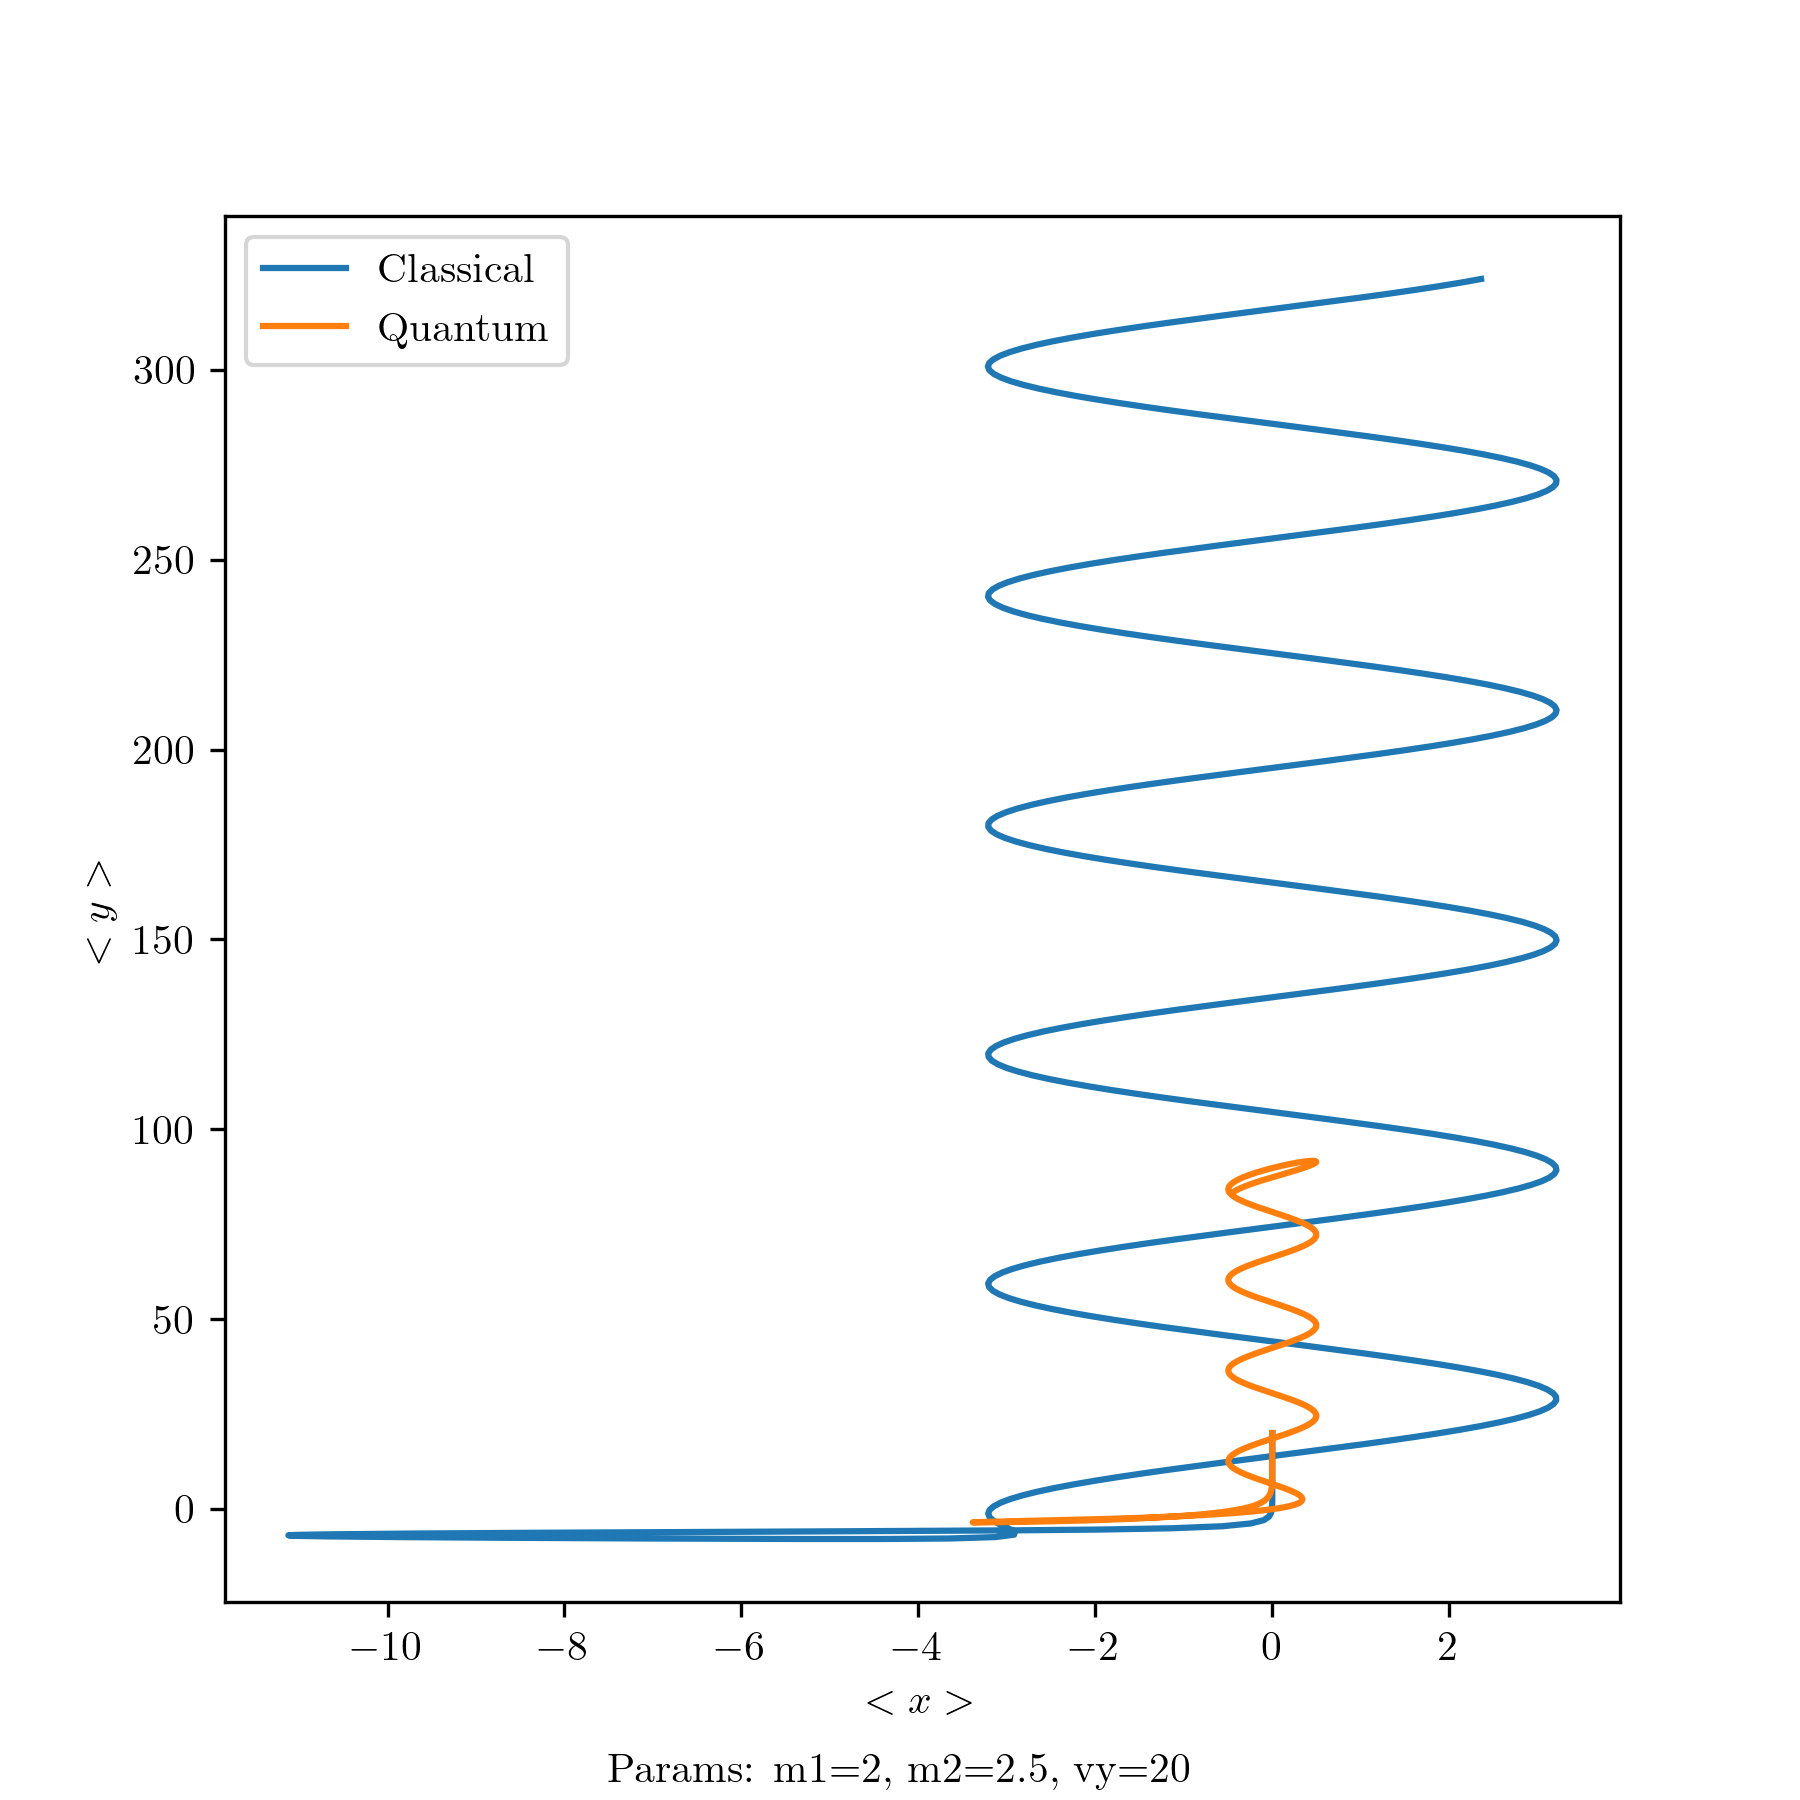 Classical
Quantum
300
250
200
150
100
50
0
< y >
−10 −8 −6 −4 −2 0 2
< x >
Params: m1=2, m2=2.5, vy=20